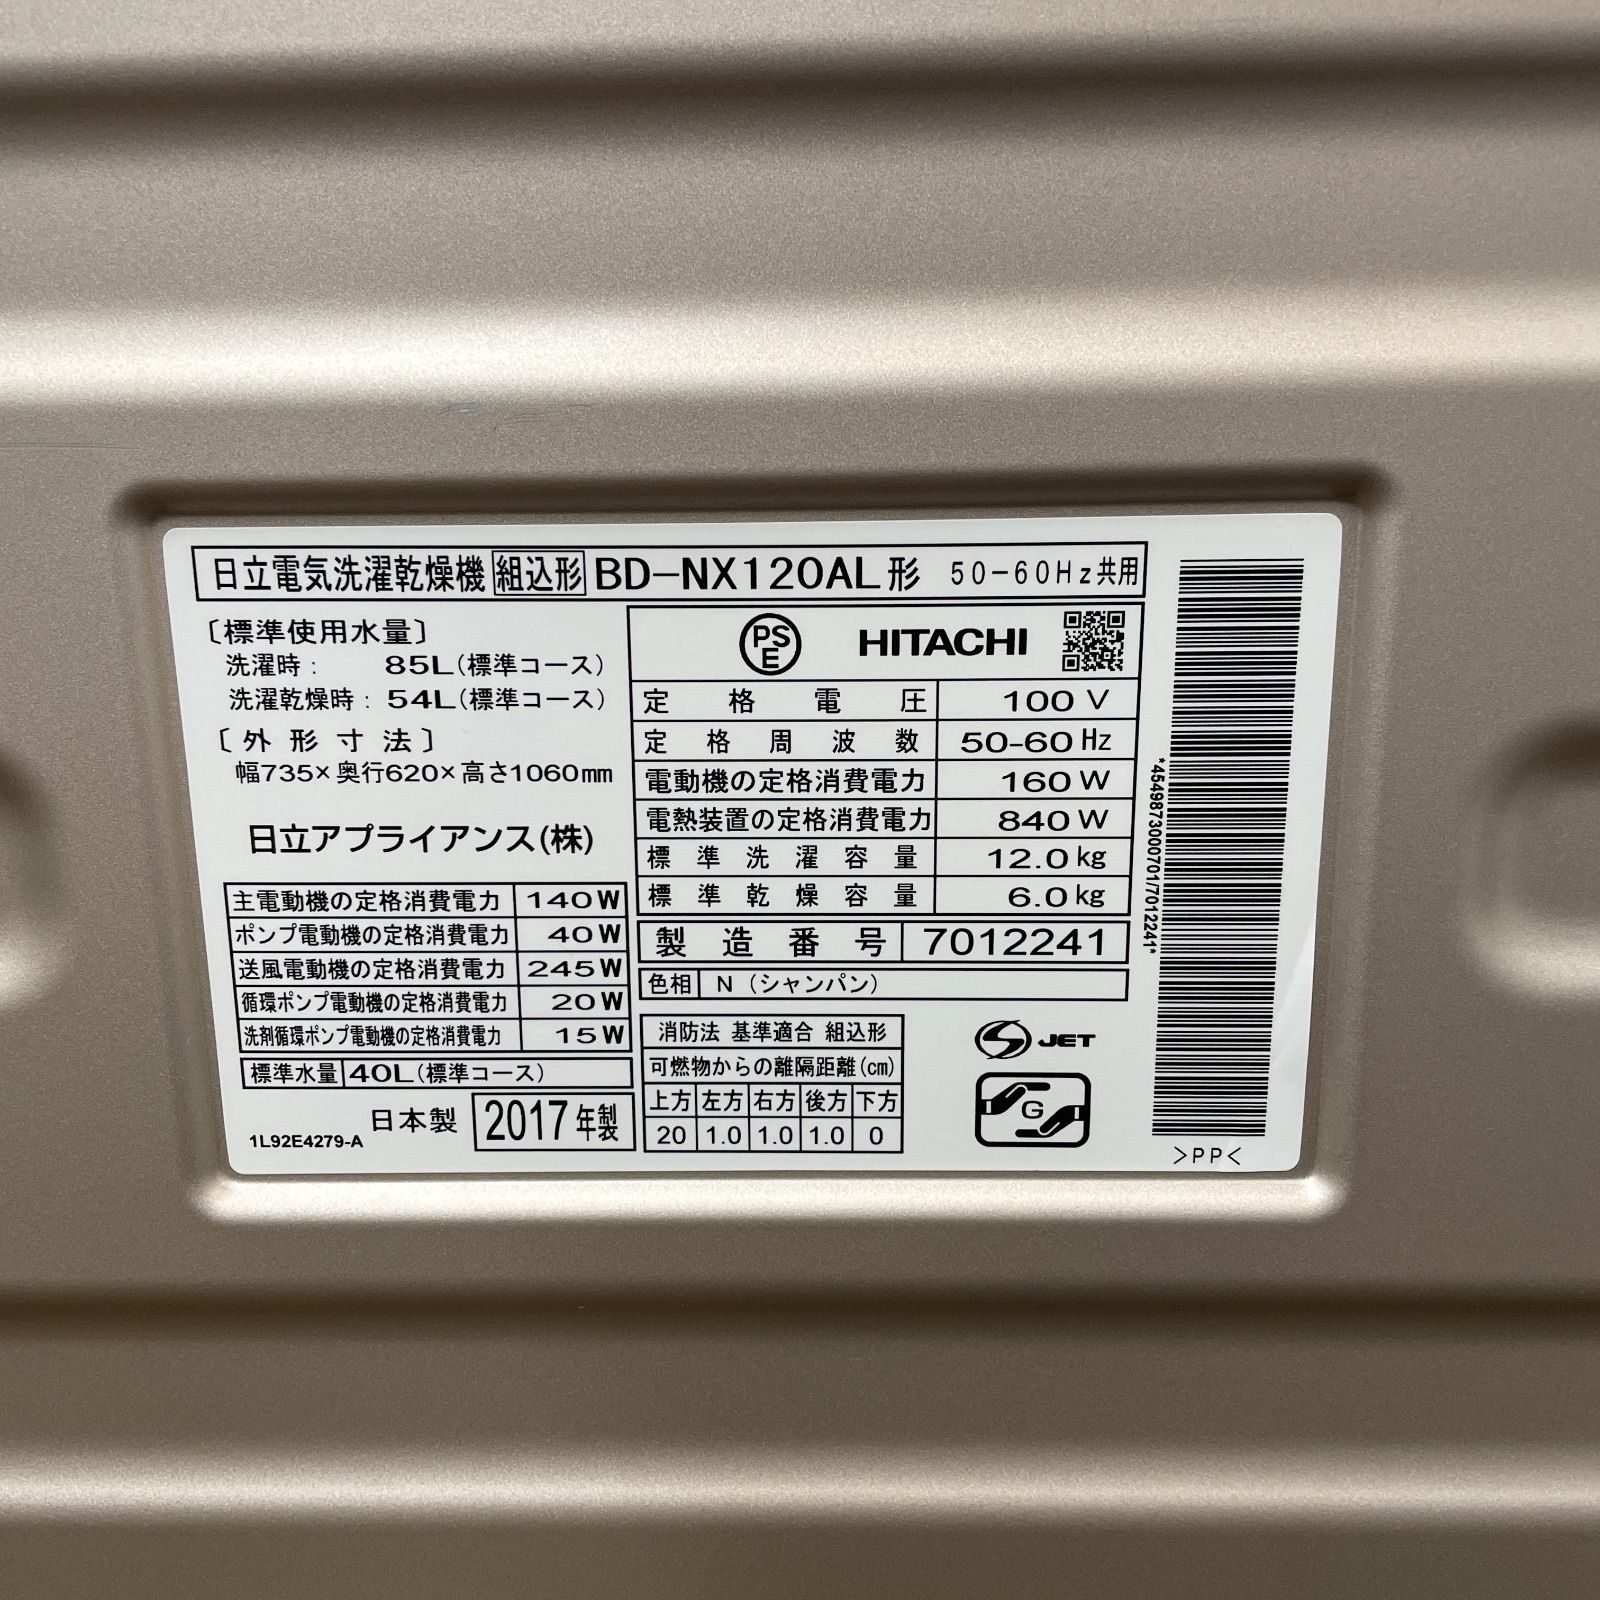 日立電気洗濯乾燥機 組込形 BD-NX120AL形 50-60Hz共用
〔標準使用水量〕
洗濯時: 85L(標準コース)
洗濯乾燥時: 54L(標準コース)
〔外形寸法〕
幅735×奥行620×高さ1060mm
日立アプライアンス(株)
主電動機の定格消費電力 140W
ポンプ電動機の定格消費電力 40W
送風電動機の定格消費電力 245W
循環ポンプ電動機の定格消費電力 20W
洗剤循環ポンプ電動機の定格消費電力 15W
標準水量 40L(標準コース)
1L92E4279-A 日本製 2017年製
PSE HITACHI
定格電圧 100V
定格周波数 50-60Hz
電動機の定格消費電力 160W
電熱装置の定格消費電力 840W
標準洗濯容量 12.0kg
標準乾燥容量 6.0kg
製造番号 7012241
色相 N(シャンパン)
消防法 基準適合 組込形
可燃物からの離隔距離(cm)
上方 左方 右方 後方 下方
20 1.0 1.0 1.0 0
S JET
G
*4549873000701/7012241*
>PP<